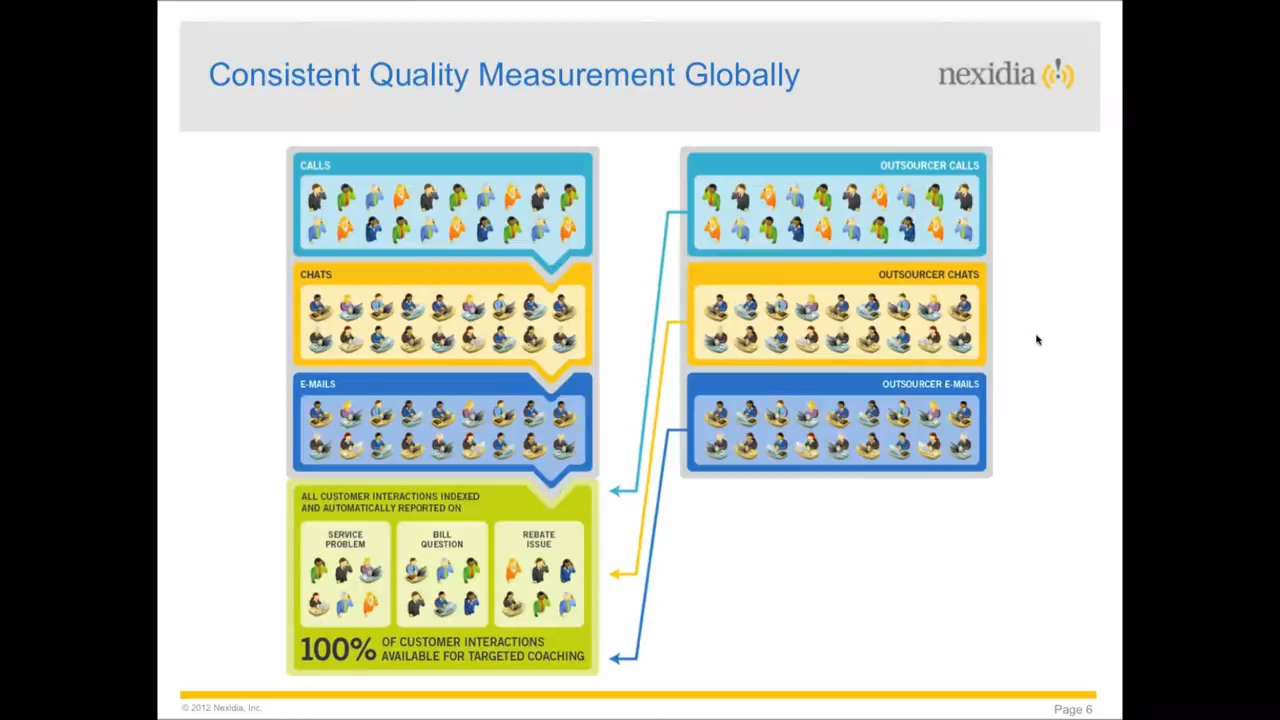 Consistent Quality Measurement Globally
nexidia
CALLS
CHATS
E-MAILS
OUTSOURCER CALLS
OUTSOURCER CHATS
OUTSOURCER E-MAILS
ALL CUSTOMER INTERACTIONS INDEXED
AND AUTOMATICALLY REPORTED ON
SERVICE
PROBLEM
BILL
QUESTION
REBATE
ISSUE
100% OF CUSTOMER INTERACTIONS
AVAILABLE FOR TARGETED COACHING
© 2012 Nexidia, Inc.
Page 6